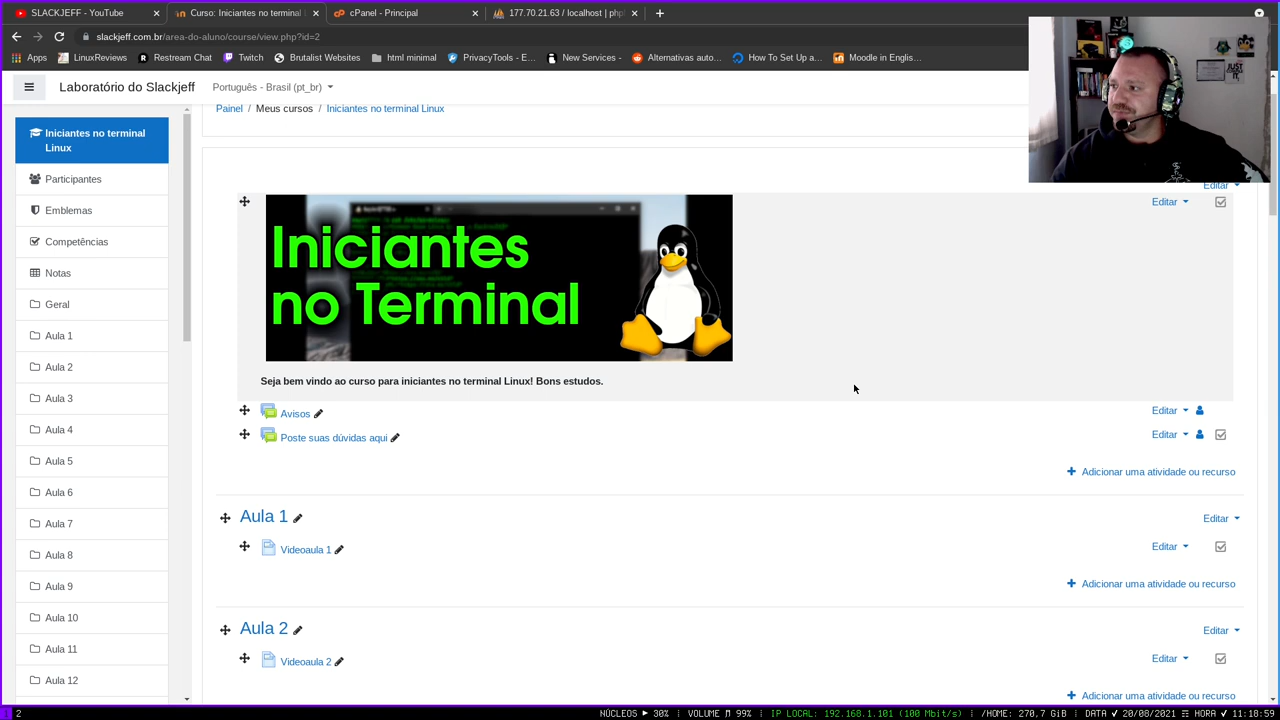 SLACKJEFF - YouTube
Curso: Iniciantes no terminal
cPanel - Principal
177.70.21.63 / localhost | ph
slackjeff.com.br/area-do-aluno/course/view.php?id=2
Apps
LinuxReviews
Restream Chat
Twitch
Brutalist Websites
html minimal
PrivacyTools - E…
New Services -
Alternativas auto…
How To Set Up a…
Moodle in Englis…
Laboratório do Slackjeff
Português - Brasil (pt_br)
Painel / Meus cursos / Iniciantes no terminal Linux
Iniciantes no terminal
Linux
Participantes
Emblemas
Competências
Notas
Geral
Aula 1
Aula 2
Aula 3
Aula 4
Aula 5
Aula 6
Aula 7
Aula 8
Aula 9
Aula 10
Aula 11
Aula 12
Editar
Editar
Iniciantes
no Terminal
Seja bem vindo ao curso para iniciantes no terminal Linux! Bons estudos.
Avisos
Editar
Poste suas dúvidas aqui
Editar
Adicionar uma atividade ou recurso
Aula 1
Editar
Videoaula 1
Editar
Adicionar uma atividade ou recurso
Aula 2
Editar
Videoaula 2
Editar
Adicionar uma atividade ou recurso
2
NÚCLEOS 30% VOLUME 99% IP LOCAL: 192.168.1.101 (100 Mbit/s) /HOME: 270,7 GiB DATA 20/08/2021 HORA 11:18:59